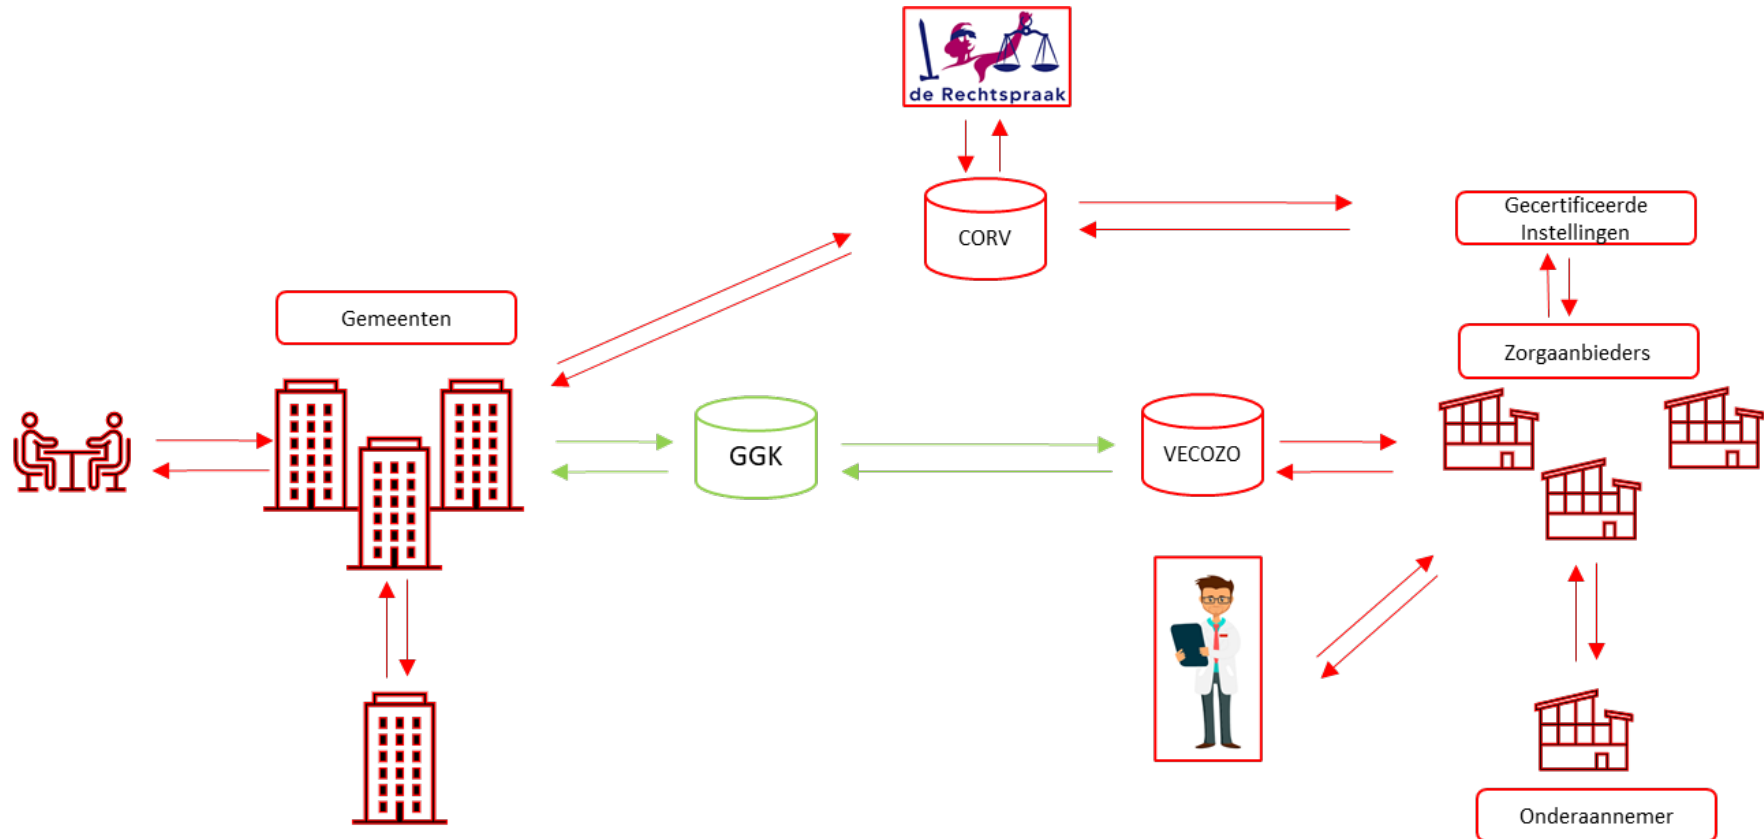 de Rechtspraak
CORV
Gecertificeerde
Instellingen
Gemeenten
Zorgaanbieders
GGK
VECOZO
Onderaannemer